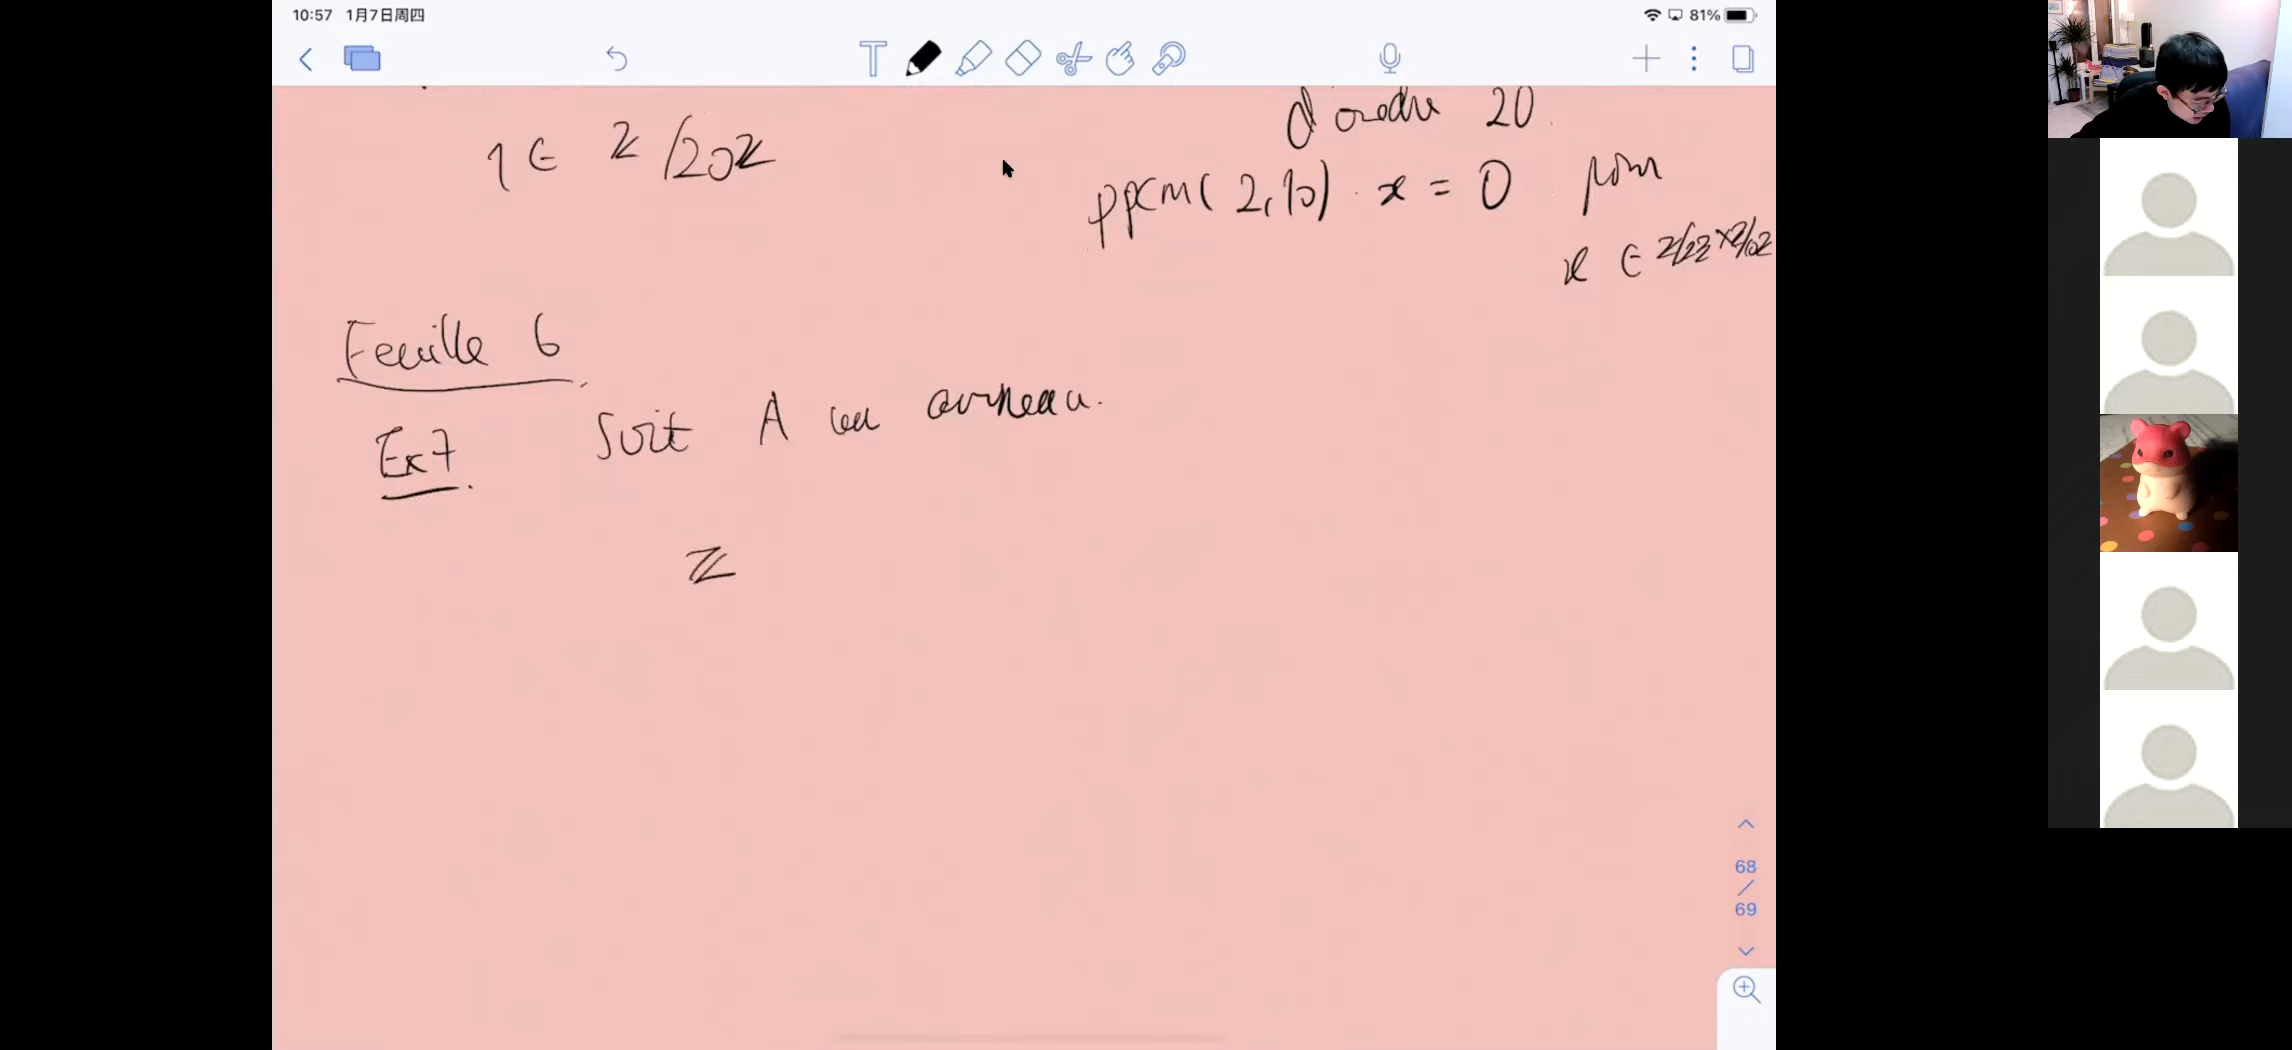 10:57 1月7日周四
81%
1 ∈ ℤ/20ℤ
d'ordre 20.
ppcm(2,10) · x = 0 pour
x ∈ ℤ/2ℤ×ℤ/10ℤ
Feuille 6
Ex7 Soit A un anneau.
ℤ
68
/
69